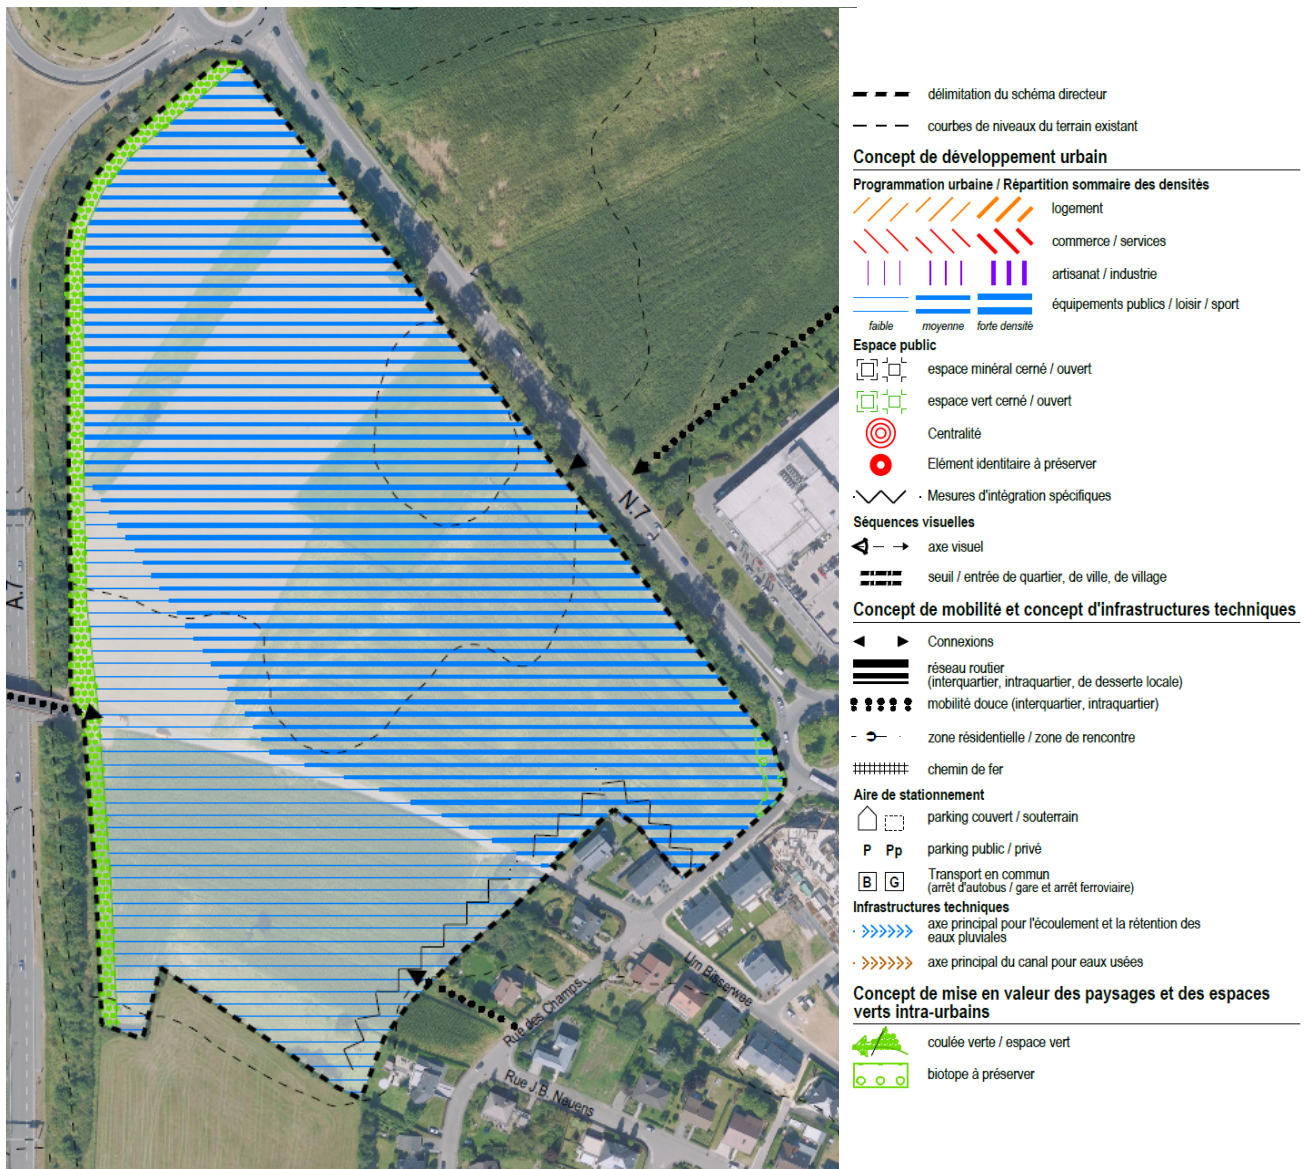 délimitation du schéma directeur
courbes de niveaux du terrain existant
Concept de développement urbain
Programmation urbaine / Répartition sommaire des densités
logement
commerce / services
artisanat / industrie
équipements publics / loisir / sport
faible moyenne forte densité
Espace public
espace minéral cerné / ouvert
espace vert cerné / ouvert
Centralité
Elément identitaire à préserver
Mesures d'intégration spécifiques
Séquences visuelles
axe visuel
seuil / entrée de quartier, de ville, de village
Concept de mobilité et concept d'infrastructures techniques
Connexions
réseau routier
(interquartier, intraquartier, de desserte locale)
mobilité douce (interquartier, intraquartier)
zone résidentielle / zone de rencontre
chemin de fer
Aire de stationnement
parking couvert / souterrain
P Pp parking public / privé
B G Transport en commun
(arrêt d'autobus / gare et arrêt ferroviaire)
Infrastructures techniques
axe principal pour l'écoulement et la rétention des
eaux pluviales
axe principal du canal pour eaux usées
Concept de mise en valeur des paysages et des espaces
verts intra-urbains
coulée verte / espace vert
biotope à préserver
N.7
A.7
Um Bisserwee
Rue des Champs
Rue J.B. Neuens